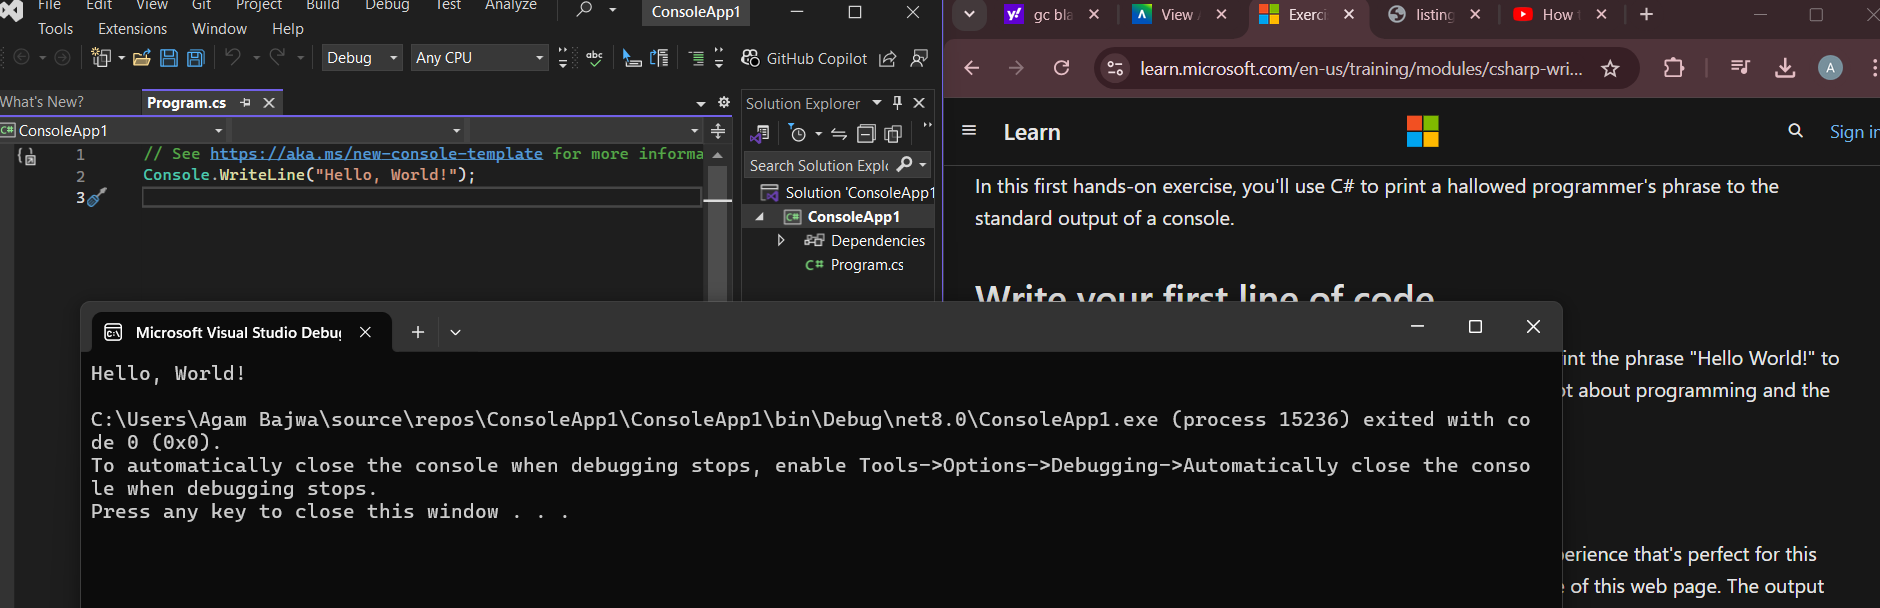 File Edit View Git Project Build Debug Test Analyze ConsoleApp1
Tools Extensions Window Help
Debug Any CPU abc GitHub Copilot
What's New? Program.cs
C# ConsoleApp1
1 // See https://aka.ms/new-console-template for more informa
2 Console.WriteLine("Hello, World!");
3
Solution Explorer
Search Solution Explo
Solution 'ConsoleApp1
C# ConsoleApp1
Dependencies
C# Program.cs
y! gc bla View Exerci listing How
learn.microsoft.com/en-us/training/modules/csharp-wri... A
Learn Sign in
In this first hands-on exercise, you'll use C# to print a hallowed programmer's phrase to the
standard output of a console.
Write your first line of code
int the phrase "Hello World!" to
ot about programming and the
erience that's perfect for this
of this web page. The output
C:\ Microsoft Visual Studio Debu
Hello, World!
C:\Users\Agam Bajwa\source\repos\ConsoleApp1\ConsoleApp1\bin\Debug\net8.0\ConsoleApp1.exe (process 15236) exited with co
de 0 (0x0).
To automatically close the console when debugging stops, enable Tools->Options->Debugging->Automatically close the conso
le when debugging stops.
Press any key to close this window . . .